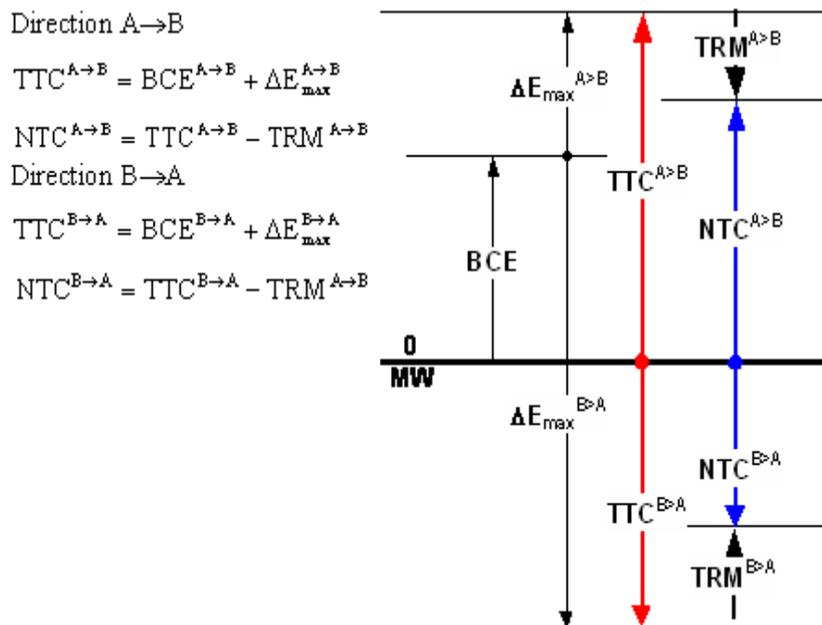 Direction A→B
TTC^A→B = BCE^A→B + ΔE_max^A→B
NTC^A→B = TTC^A→B − TRM^A→B
Direction B→A
TTC^B→A = BCE^B→A + ΔE_max^B→A
NTC^B→A = TTC^B→A − TRM^A→B
TRM^A>B
ΔE_max^A>B
TTC^A>B
NTC^A>B
BCE
0
MW
ΔE_max^B>A
NTC^B>A
TTC^B>A
TRM^B>A